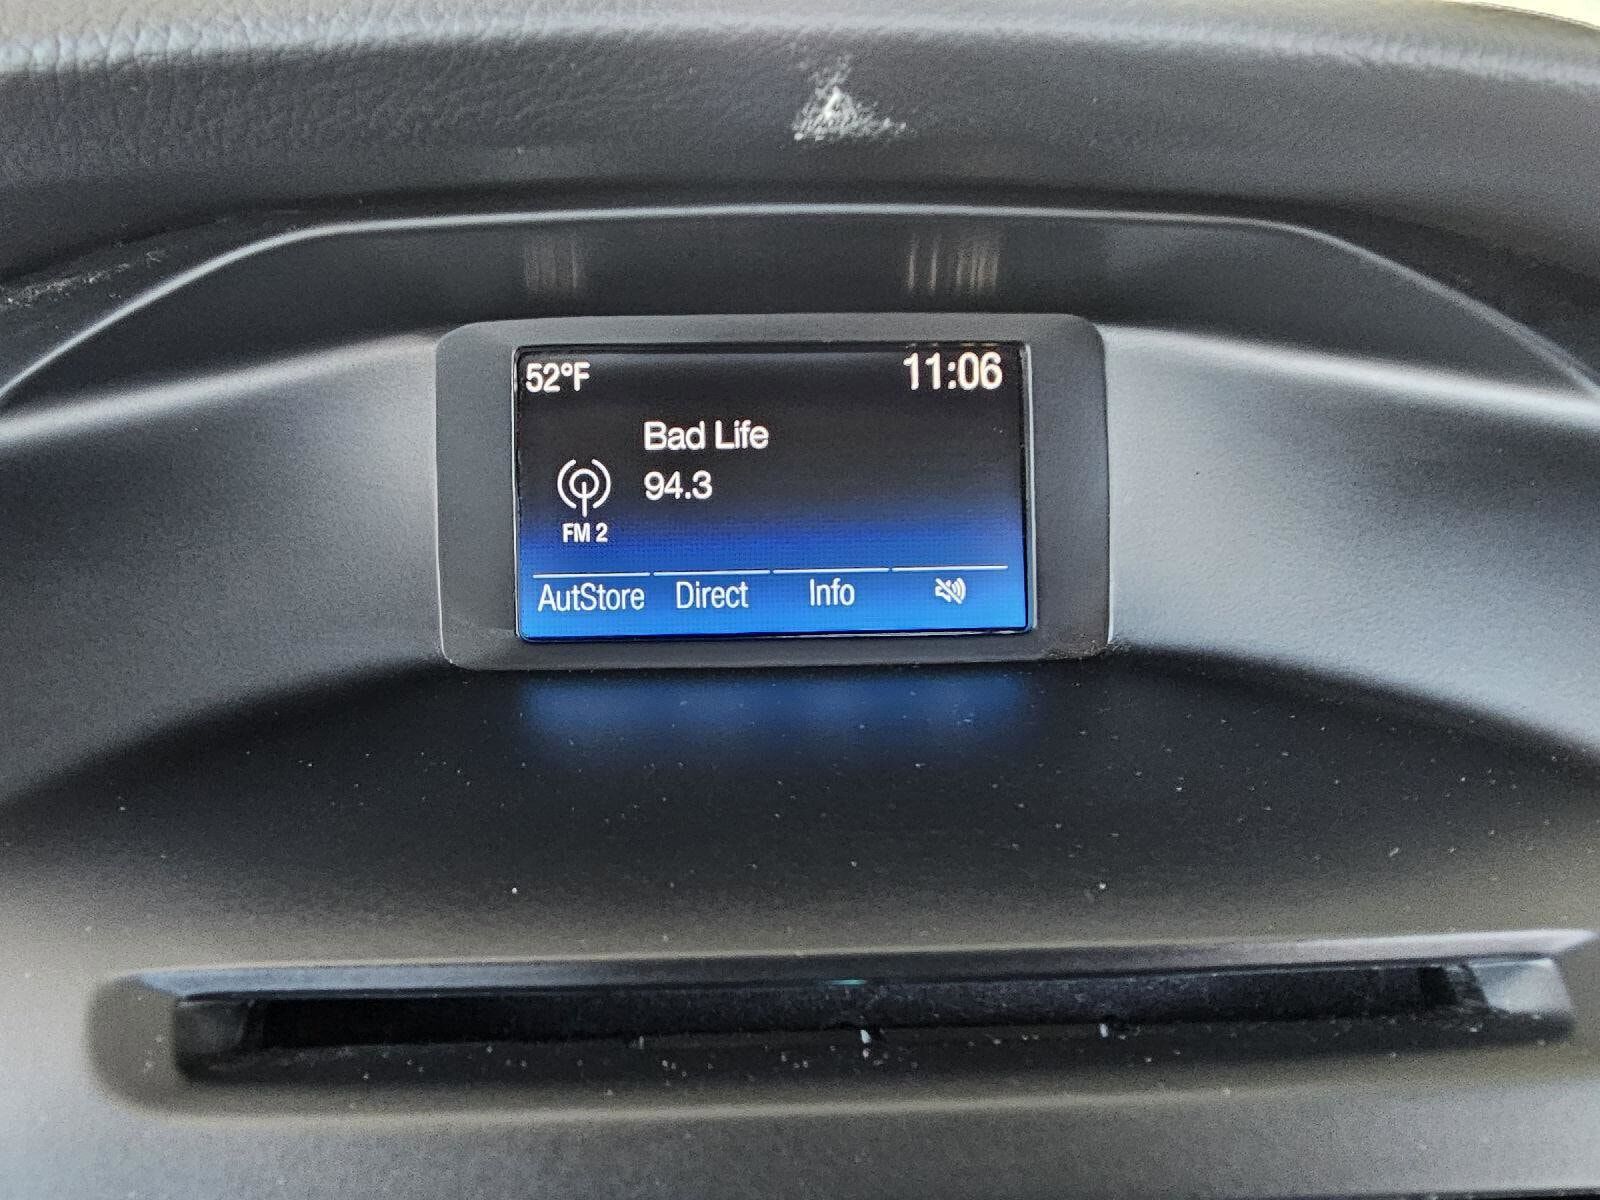 52°F 11:06
Bad Life
94.3
FM 2
AutStore Direct Info